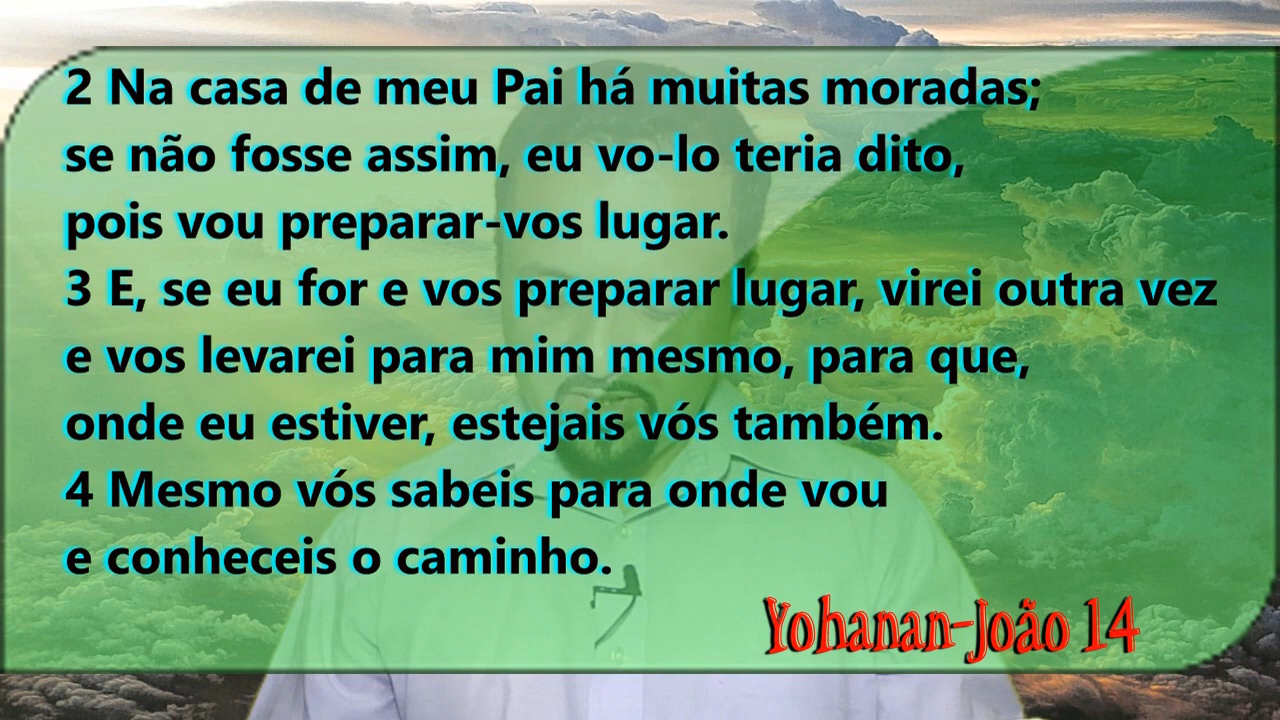 2 Na casa de meu Pai há muitas moradas;
se não fosse assim, eu vo-lo teria dito,
pois vou preparar-vos lugar.
3 E, se eu for e vos preparar lugar, virei outra vez
e vos levarei para mim mesmo, para que,
onde eu estiver, estejais vós também.
4 Mesmo vós sabeis para onde vou
e conheceis o caminho.
Yohanan-João 14